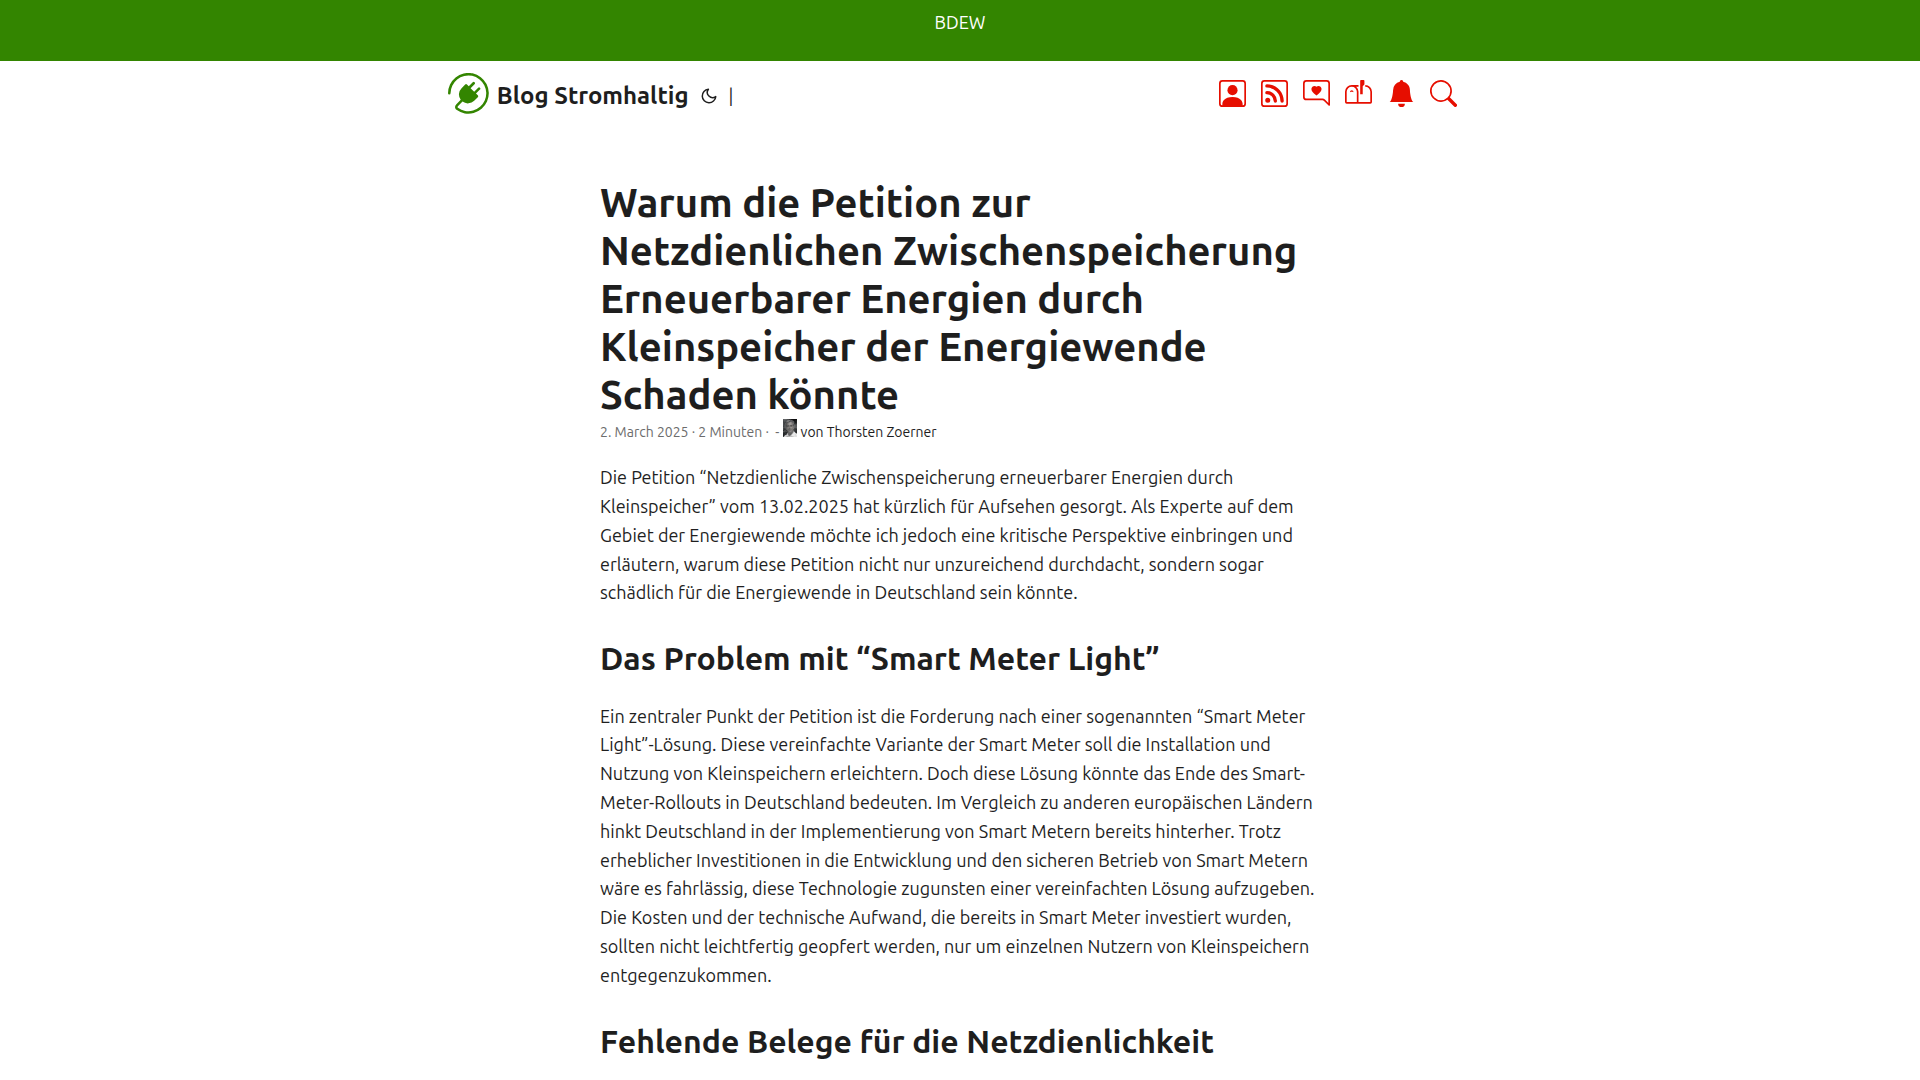 BDEW
Blog Stromhaltig |
Warum die Petition zur
Netzdienlichen Zwischenspeicherung
Erneuerbarer Energien durch
Kleinspeicher der Energiewende
Schaden könnte
2. March 2025 · 2 Minuten · - von Thorsten Zoerner
Die Petition “Netzdienliche Zwischenspeicherung erneuerbarer Energien durch
Kleinspeicher” vom 13.02.2025 hat kürzlich für Aufsehen gesorgt. Als Experte auf dem
Gebiet der Energiewende möchte ich jedoch eine kritische Perspektive einbringen und
erläutern, warum diese Petition nicht nur unzureichend durchdacht, sondern sogar
schädlich für die Energiewende in Deutschland sein könnte.
Das Problem mit “Smart Meter Light”
Ein zentraler Punkt der Petition ist die Forderung nach einer sogenannten “Smart Meter
Light”-Lösung. Diese vereinfachte Variante der Smart Meter soll die Installation und
Nutzung von Kleinspeichern erleichtern. Doch diese Lösung könnte das Ende des Smart-
Meter-Rollouts in Deutschland bedeuten. Im Vergleich zu anderen europäischen Ländern
hinkt Deutschland in der Implementierung von Smart Metern bereits hinterher. Trotz
erheblicher Investitionen in die Entwicklung und den sicheren Betrieb von Smart Metern
wäre es fahrlässig, diese Technologie zugunsten einer vereinfachten Lösung aufzugeben.
Die Kosten und der technische Aufwand, die bereits in Smart Meter investiert wurden,
sollten nicht leichtfertig geopfert werden, nur um einzelnen Nutzern von Kleinspeichern
entgegenzukommen.
Fehlende Belege für die Netzdienlichkeit